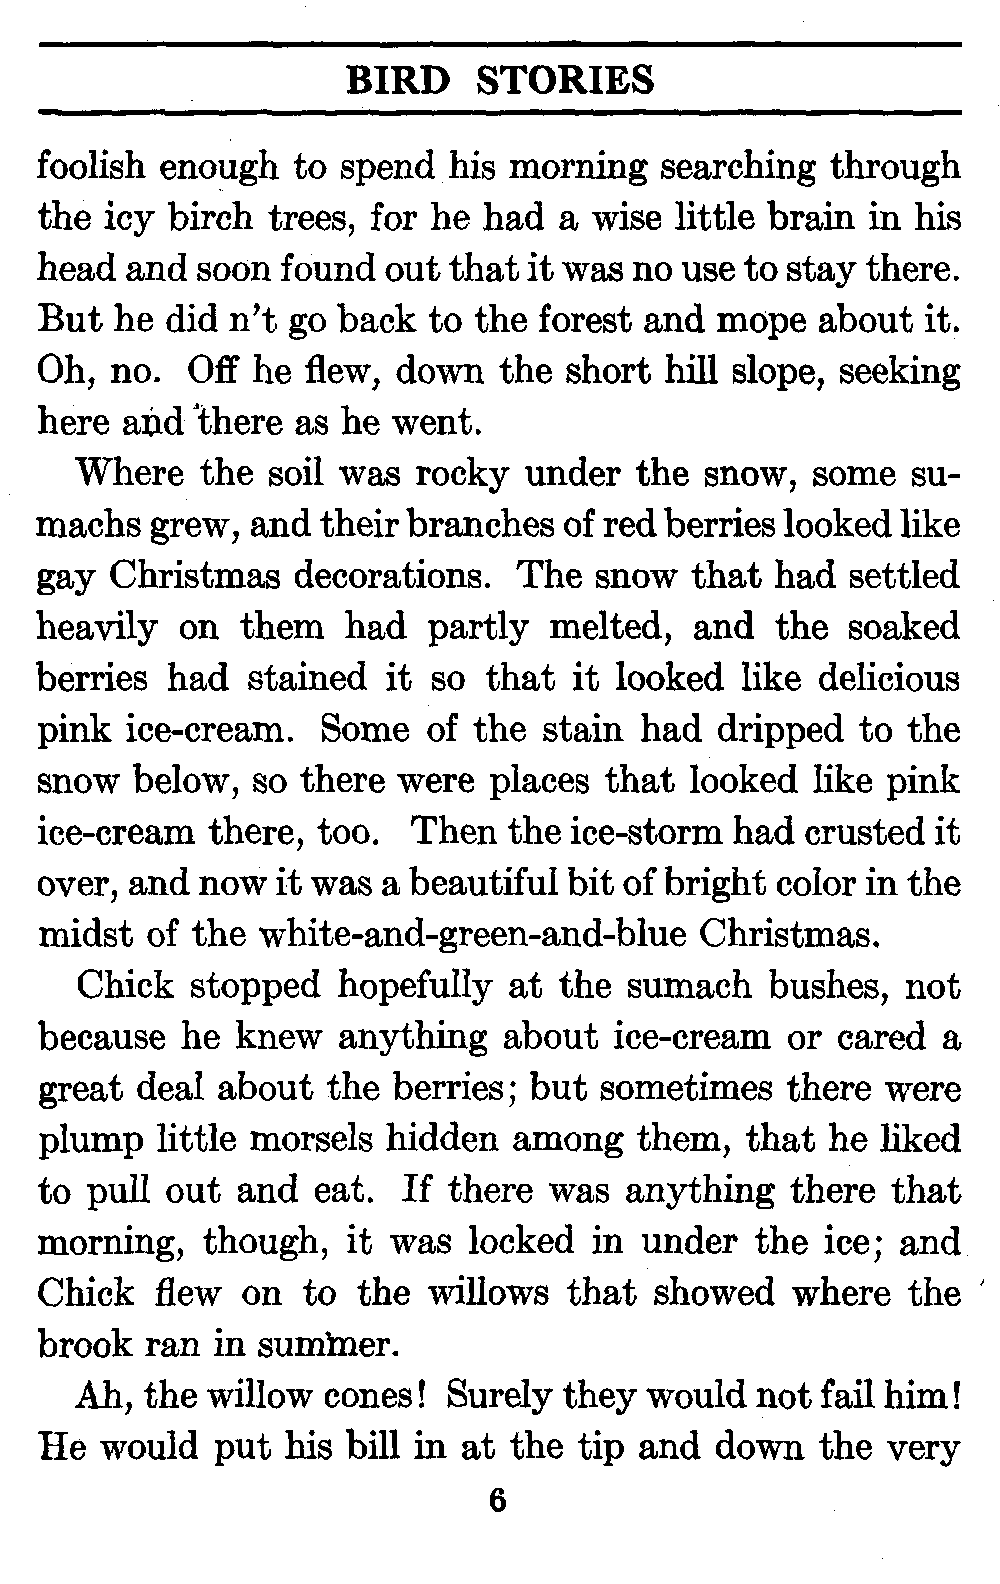 BIRD STORIES
foolish enough to spend his morning searching through
the icy birch trees, for he had a wise little brain in his
head and soon found out that it was no use to stay there.
But he did n't go back to the forest and mope about it.
Oh, no. Off he flew, down the short hill slope, seeking
here and there as he went.
Where the soil was rocky under the snow, some su-
machs grew, and their branches of red berries looked like
gay Christmas decorations. The snow that had settled
heavily on them had partly melted, and the soaked
berries had stained it so that it looked like delicious
pink ice-cream. Some of the stain had dripped to the
snow below, so there were places that looked like pink
ice-cream there, too. Then the ice-storm had crusted it
over, and now it was a beautiful bit of bright color in the
midst of the white-and-green-and-blue Christmas.
Chick stopped hopefully at the sumach bushes, not
because he knew anything about ice-cream or cared a
great deal about the berries; but sometimes there were
plump little morsels hidden among them, that he liked
to pull out and eat. If there was anything there that
morning, though, it was locked in under the ice; and
Chick flew on to the willows that showed where the
brook ran in summer.
Ah, the willow cones! Surely they would not fail him!
He would put his bill in at the tip and down the very
6